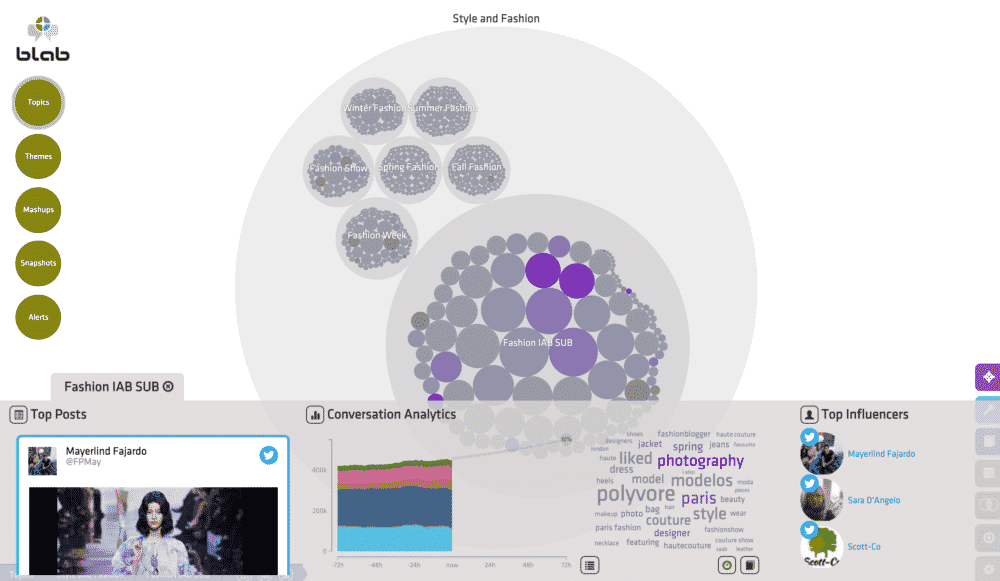 Style and Fashion
blab
Topics
Themes
Mashups
Snapshots
Alerts
Winter Fashion
Summer Fashion
Fashion Show
Spring Fashion
Fall Fashion
Fashion Week
Fashion IAB SUB
Fashion IAB SUB
Top Posts
Mayerlind Fajardo
@FPMay
Conversation Analytics
400k
200k
0
-72h
-48h
-24h
now
24h
48h
72h
30%
shoes fashionblogger haute couture
designers jacket spring jeans favourite
london
haute liked photography
dress
heels model modelos moda
pieces
polyvore paris beauty
makeup photo bag hair style wear
couture
paris fashion designer fashionshow
necklace featuring hautecouture couture show
leather
Top Influencers
Mayerlind Fajardo
Sara D'Angelo
Scott-Co
Scott-Co